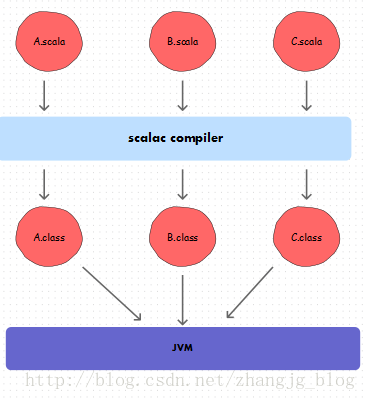 A.scala B.scala C.scala
scalac compiler
A.class B.class C.class
JVM
http://blog.csdn.net/zhangjg_blog